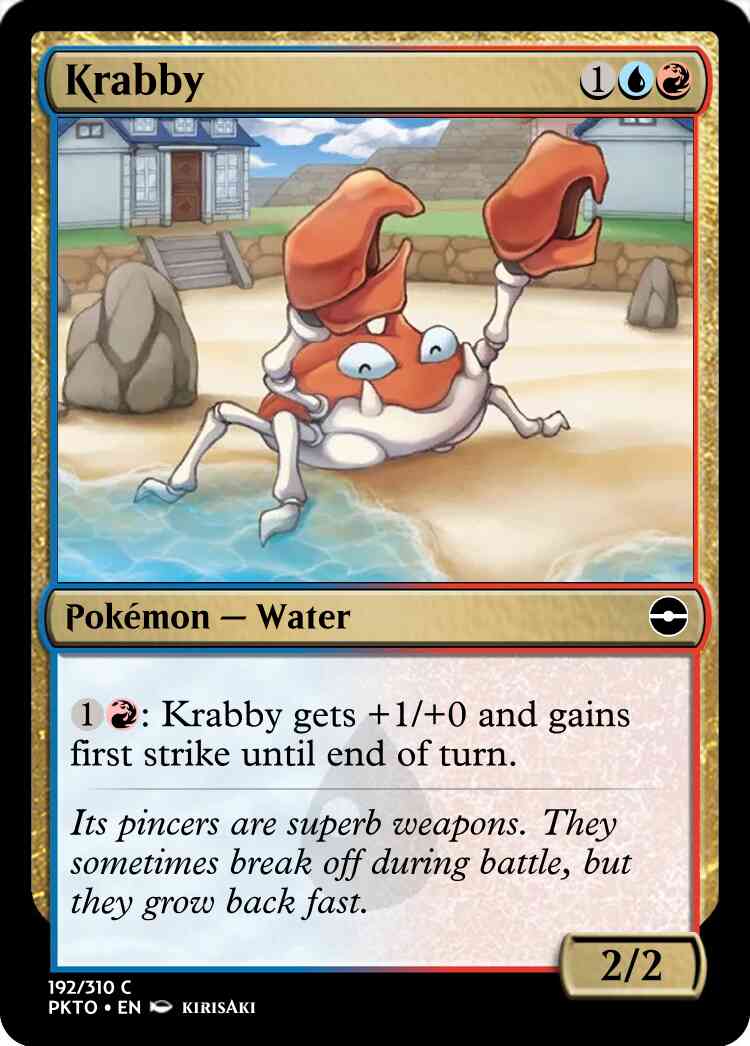 Krabby 1
Pokémon — Water
1: Krabby gets +1/+0 and gains
first strike until end of turn.
Its pincers are superb weapons. They
sometimes break off during battle, but
they grow back fast.
2/2
192/310 C
PKTO • EN KIRISAKI